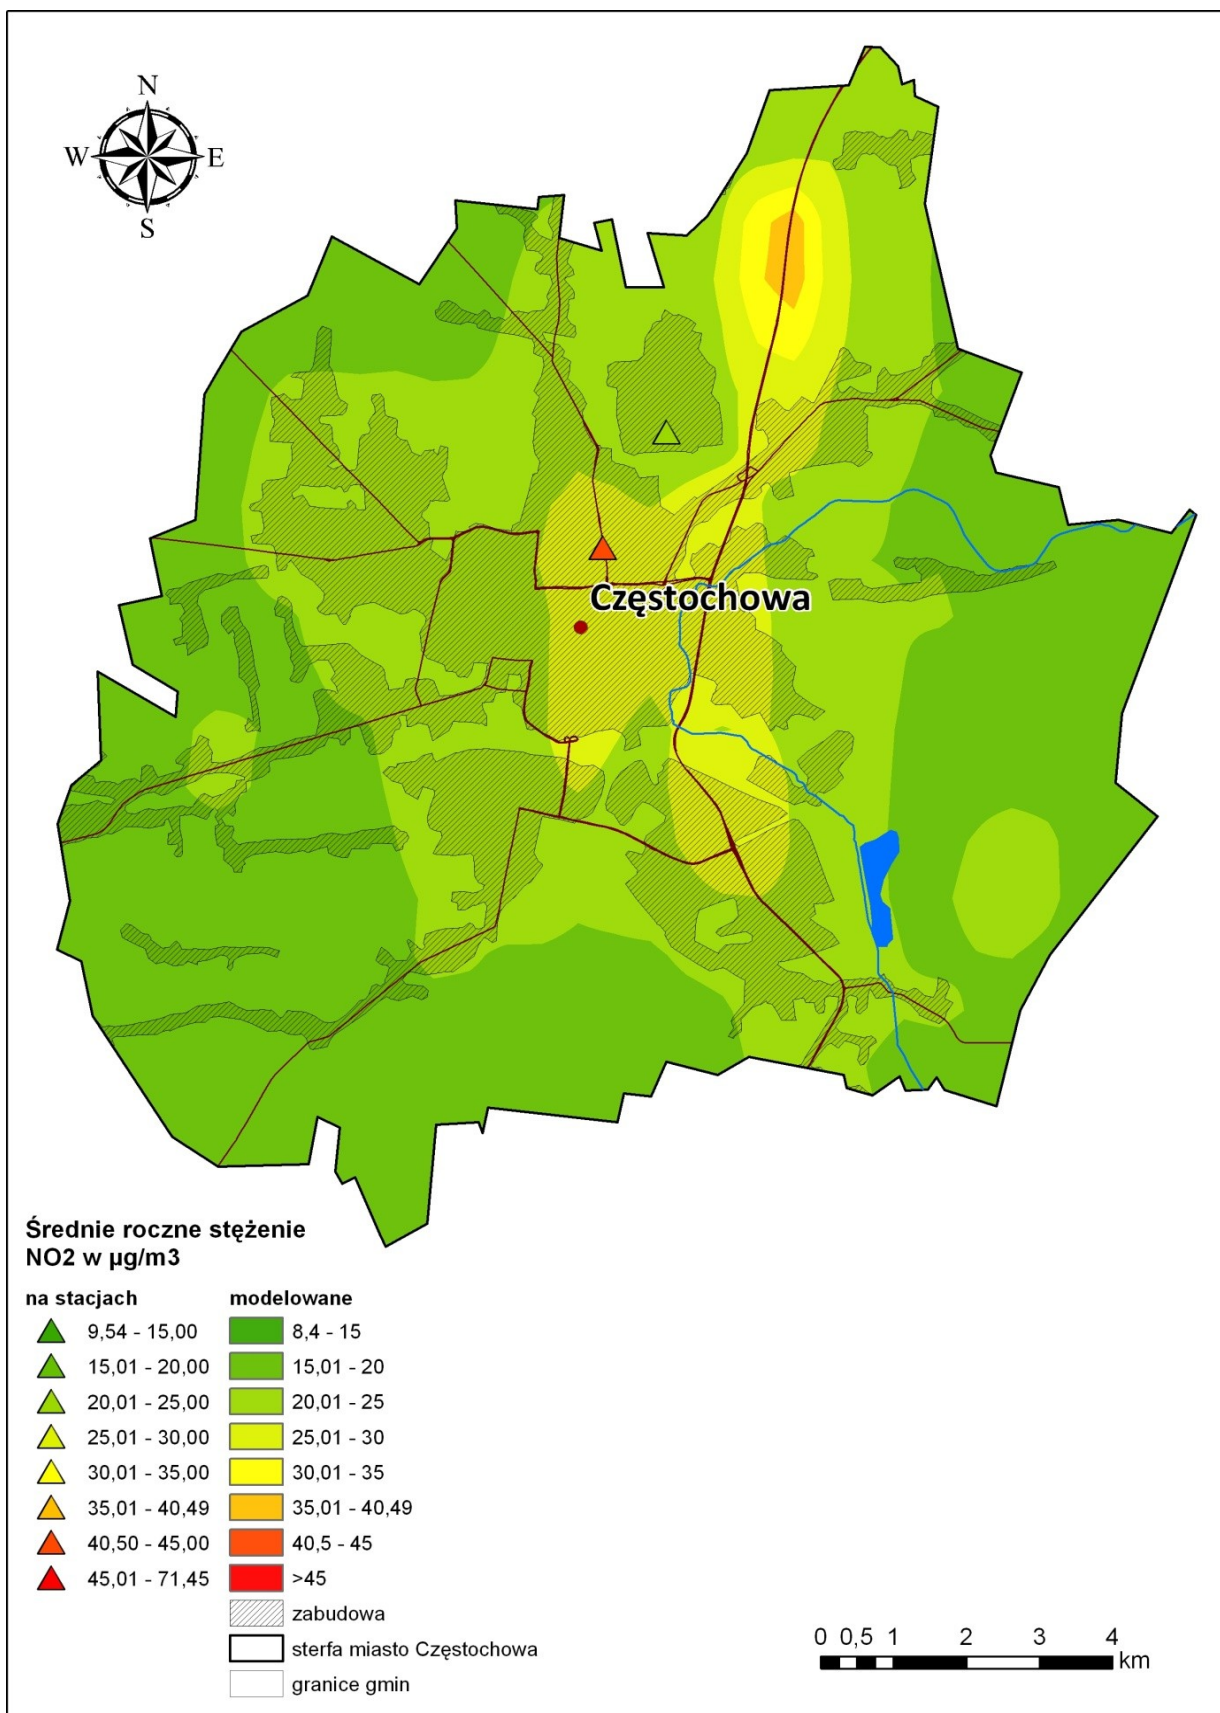 N
W E
S
Częstochowa
Średnie roczne stężenie
NO2 w µg/m3
na stacjach modelowane
9,54 - 15,00 8,4 - 15
15,01 - 20,00 15,01 - 20
20,01 - 25,00 20,01 - 25
25,01 - 30,00 25,01 - 30
30,01 - 35,00 30,01 - 35
35,01 - 40,49 35,01 - 40,49
40,50 - 45,00 40,5 - 45
45,01 - 71,45 >45
zabudowa
sterfa miasto Częstochowa
granice gmin
0 0,5 1 2 3 4
km